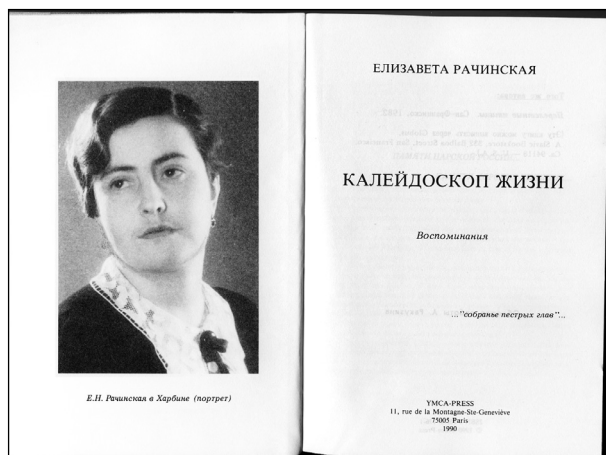 Е.Н. Рачинская в Харбине (портрет)
ЕЛИЗАВЕТА РАЧИНСКАЯ
КАЛЕЙДОСКОП ЖИЗНИ
Воспоминания
..."собранье пестрых глав"...
YMCA-PRESS
11, rue de la Montagne-Ste-Geneviève
75005 Paris
1990